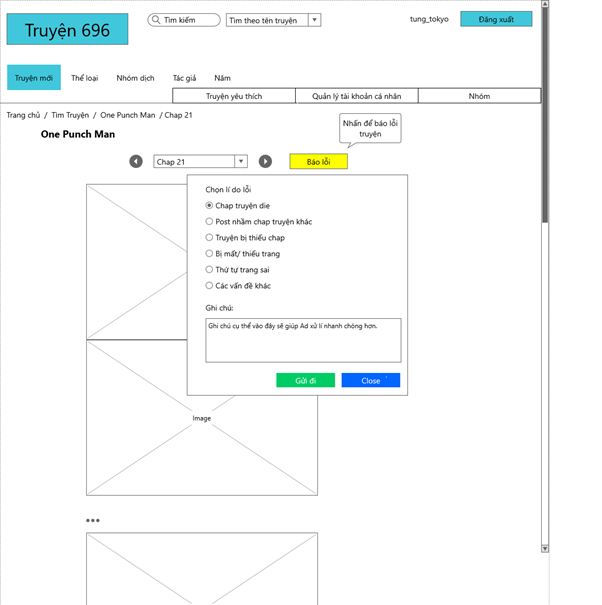 Truyện 696
Tìm kiếm
Tìm theo tên truyện
tung_tokyo
Đăng xuất
Truyện mới
Thể loại
Nhóm dịch
Tác giả
Năm
Truyện yêu thích
Quản lý tài khoản cá nhân
Nhóm
Trang chủ / Tìm Truyện / One Punch Man / Chap 21
One Punch Man
Nhấn để báo lỗi
truyện
Chap 21
Báo lỗi
Chọn lí do lỗi
Chap truyện die
Post nhầm chap truyện khác
Truyện bị thiếu chap
Bị mất/ thiếu trang
Thứ tự trang sai
Các vấn đề khác
Ghi chú:
Ghi chú cụ thể vào đây sẽ giúp Ad xử lí nhanh chóng hơn.
Gửi đi
Close
Image